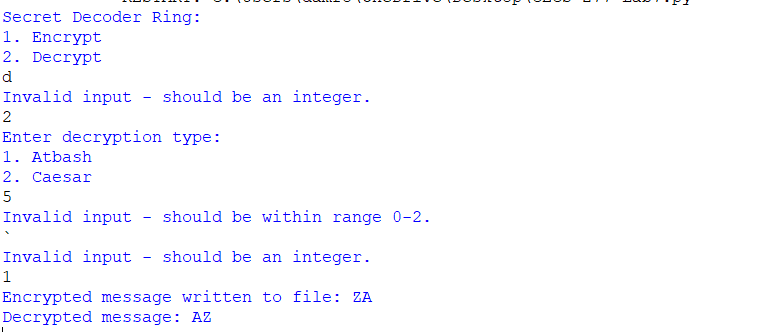 Secret Decoder Ring:
1. Encrypt
2. Decrypt
d
Invalid input - should be an integer.
2
Enter decryption type:
1. Atbash
2. Caesar
5
Invalid input - should be within range 0-2.
`
Invalid input - should be an integer.
1
Encrypted message written to file: ZA
Decrypted message: AZ